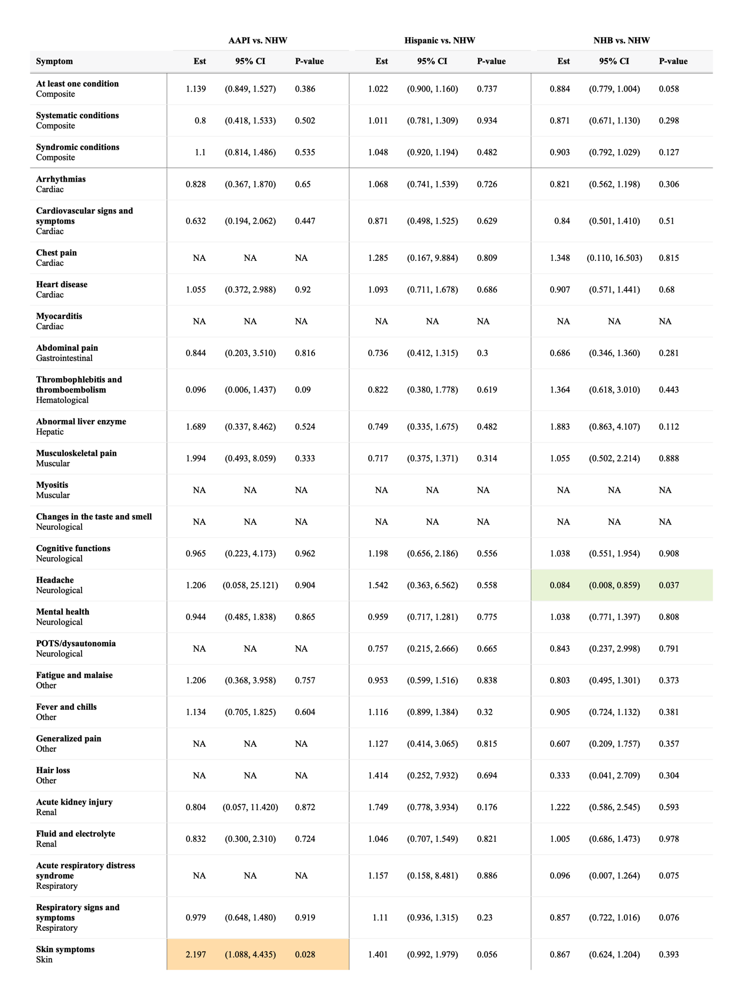 AAPI vs. NHW Hispanic vs. NHW NHB vs. NHW
Symptom Est 95% CI P-value Est 95% CI P-value Est 95% CI P-value
At least one condition
Composite
1.139 (0.849, 1.527) 0.386 1.022 (0.900, 1.160) 0.737 0.884 (0.779, 1.004) 0.058
Systematic conditions
Composite
0.8 (0.418, 1.533) 0.502 1.011 (0.781, 1.309) 0.934 0.871 (0.671, 1.130) 0.298
Syndromic conditions
Composite
1.1 (0.814, 1.486) 0.535 1.048 (0.920, 1.194) 0.482 0.903 (0.792, 1.029) 0.127
Arrhythmias
Cardiac
0.828 (0.367, 1.870) 0.65 1.068 (0.741, 1.539) 0.726 0.821 (0.562, 1.198) 0.306
Cardiovascular signs and
symptoms
Cardiac
0.632 (0.194, 2.062) 0.447 0.871 (0.498, 1.525) 0.629 0.84 (0.501, 1.410) 0.51
Chest pain
Cardiac
NA NA NA 1.285 (0.167, 9.884) 0.809 1.348 (0.110, 16.503) 0.815
Heart disease
Cardiac
1.055 (0.372, 2.988) 0.92 1.093 (0.711, 1.678) 0.686 0.907 (0.571, 1.441) 0.68
Myocarditis
Cardiac
NA NA NA NA NA NA NA NA NA
Abdominal pain
Gastrointestinal
0.844 (0.203, 3.510) 0.816 0.736 (0.412, 1.315) 0.3 0.686 (0.346, 1.360) 0.281
Thrombophlebitis and
thromboembolism
Hematological
0.096 (0.006, 1.437) 0.09 0.822 (0.380, 1.778) 0.619 1.364 (0.618, 3.010) 0.443
Abnormal liver enzyme
Hepatic
1.689 (0.337, 8.462) 0.524 0.749 (0.335, 1.675) 0.482 1.883 (0.863, 4.107) 0.112
Musculoskeletal pain
Muscular
1.994 (0.493, 8.059) 0.333 0.717 (0.375, 1.371) 0.314 1.055 (0.502, 2.214) 0.888
Myositis
Muscular
NA NA NA NA NA NA NA NA NA
Changes in the taste and smell
Neurological
NA NA NA NA NA NA NA NA NA
Cognitive functions
Neurological
0.965 (0.223, 4.173) 0.962 1.198 (0.656, 2.186) 0.556 1.038 (0.551, 1.954) 0.908
Headache
Neurological
1.206 (0.058, 25.121) 0.904 1.542 (0.363, 6.562) 0.558 0.084 (0.008, 0.859) 0.037
Mental health
Neurological
0.944 (0.485, 1.838) 0.865 0.959 (0.717, 1.281) 0.775 1.038 (0.771, 1.397) 0.808
POTS/dysautonomia
Neurological
NA NA NA 0.757 (0.215, 2.666) 0.665 0.843 (0.237, 2.998) 0.791
Fatigue and malaise
Other
1.206 (0.368, 3.958) 0.757 0.953 (0.599, 1.516) 0.838 0.803 (0.495, 1.301) 0.373
Fever and chills
Other
1.134 (0.705, 1.825) 0.604 1.116 (0.899, 1.384) 0.32 0.905 (0.724, 1.132) 0.381
Generalized pain
Other
NA NA NA 1.127 (0.414, 3.065) 0.815 0.607 (0.209, 1.757) 0.357
Hair loss
Other
NA NA NA 1.414 (0.252, 7.932) 0.694 0.333 (0.041, 2.709) 0.304
Acute kidney injury
Renal
0.804 (0.057, 11.420) 0.872 1.749 (0.778, 3.934) 0.176 1.222 (0.586, 2.545) 0.593
Fluid and electrolyte
Renal
0.832 (0.300, 2.310) 0.724 1.046 (0.707, 1.549) 0.821 1.005 (0.686, 1.473) 0.978
Acute respiratory distress
syndrome
Respiratory
NA NA NA 1.157 (0.158, 8.481) 0.886 0.096 (0.007, 1.264) 0.075
Respiratory signs and
symptoms
Respiratory
0.979 (0.648, 1.480) 0.919 1.11 (0.936, 1.315) 0.23 0.857 (0.722, 1.016) 0.076
Skin symptoms
Skin
2.197 (1.088, 4.435) 0.028 1.401 (0.992, 1.979) 0.056 0.867 (0.624, 1.204) 0.393